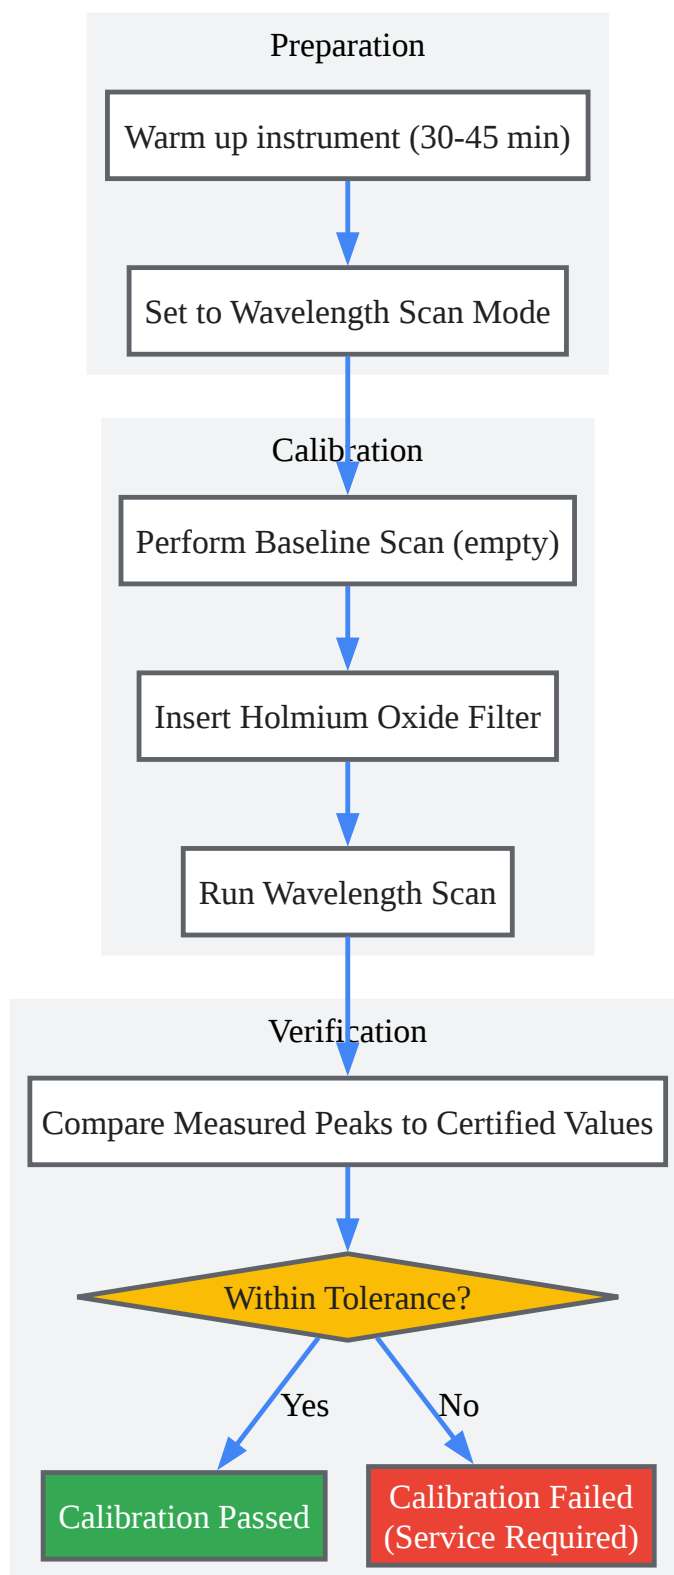 Preparation
Warm up instrument (30-45 min)
Set to Wavelength Scan Mode
Calibration
Perform Baseline Scan (empty)
Insert Holmium Oxide Filter
Run Wavelength Scan
Verification
Compare Measured Peaks to Certified Values
Within Tolerance?
Yes
No
Calibration Passed
Calibration Failed
(Service Required)